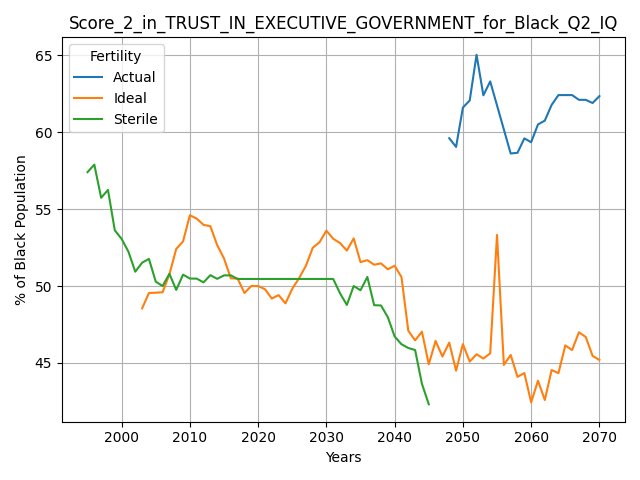 Score_2_in_TRUST_IN_EXECUTIVE_GOVERNMENT_for_Black_Q2_IQ
Fertility
Actual
Ideal
Sterile
% of Black Population
65
60
55
50
45
2000 2010 2020 2030 2040 2050 2060 2070
Years